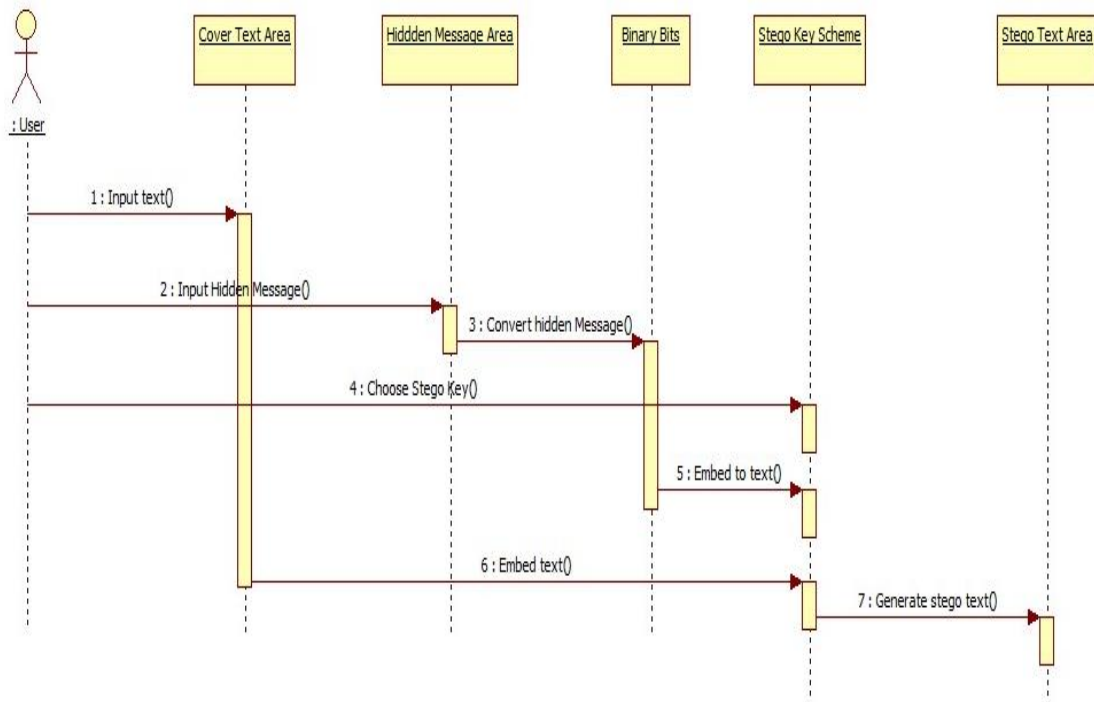 Cover Text Area
Hiddden Message Area
Binary Bits
Stego Key Scheme
Stego Text Area
: User
1 : Input text()
2 : Input Hidden Message()
3 : Convert hidden Message()
4 : Choose Stego Key()
5 : Embed to text()
6 : Embed text()
7 : Generate stego text()